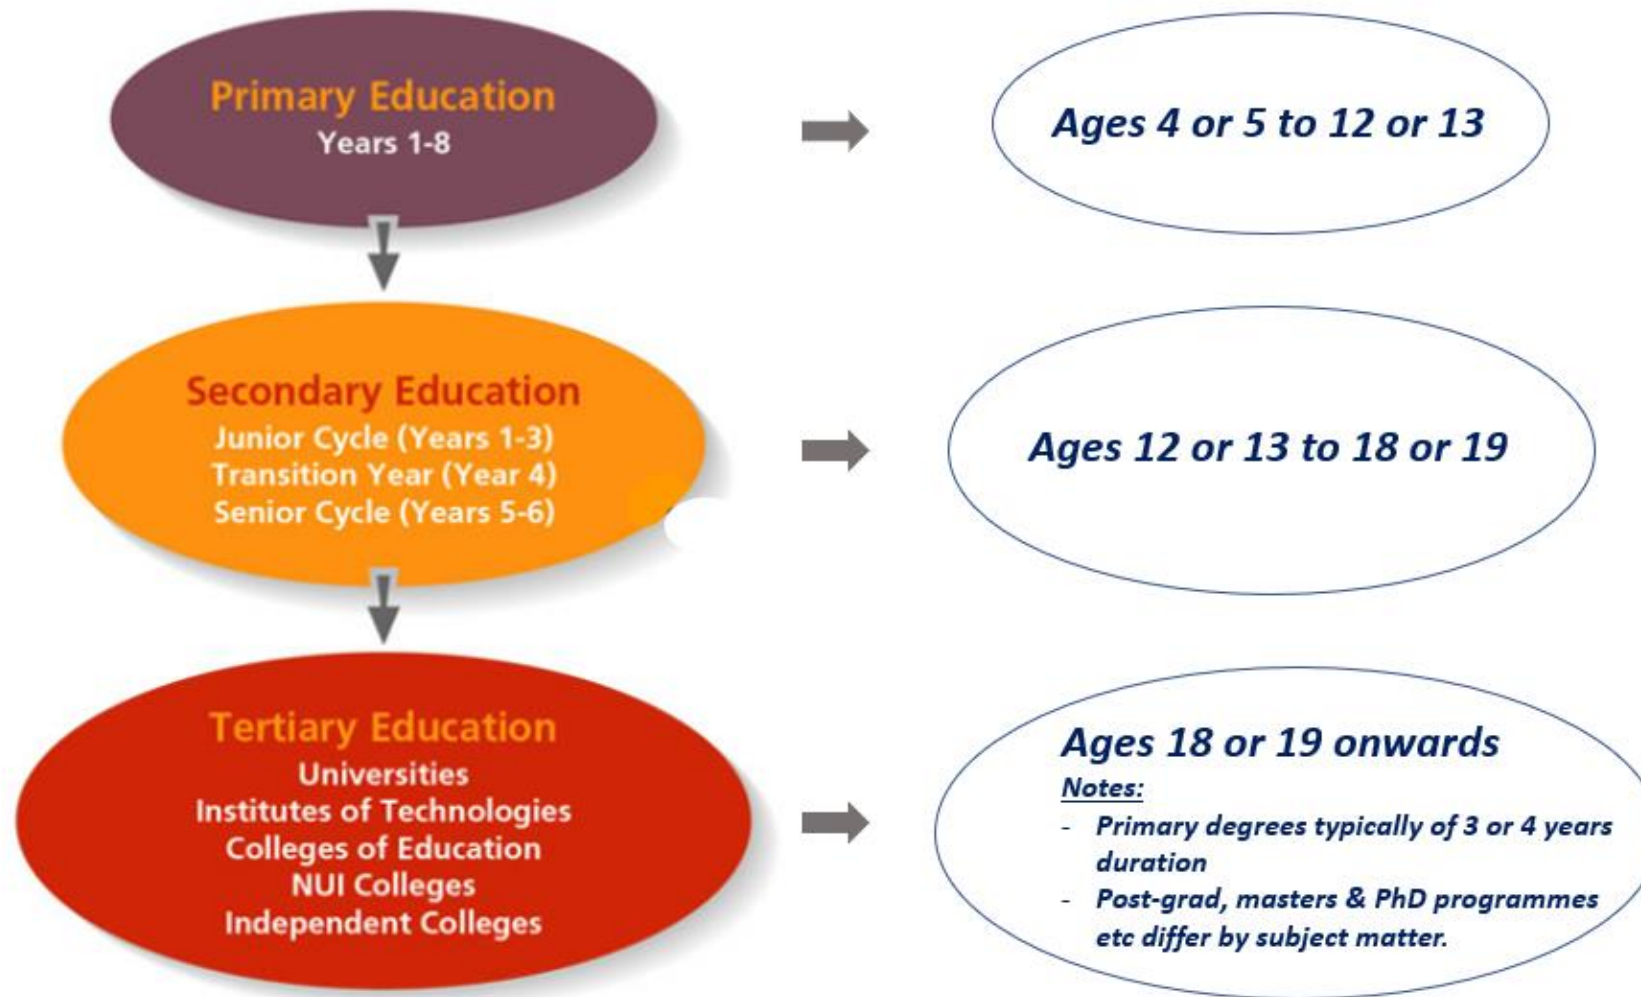 Primary Education
Years 1-8
Ages 4 or 5 to 12 or 13
Secondary Education
Junior Cycle (Years 1-3)
Transition Year (Year 4)
Senior Cycle (Years 5-6)
Ages 12 or 13 to 18 or 19
Tertiary Education
Universities
Institutes of Technologies
Colleges of Education
NUI Colleges
Independent Colleges
Ages 18 or 19 onwards
Notes:
- Primary degrees typically of 3 or 4 years
duration
- Post-grad, masters & PhD programmes
etc differ by subject matter.